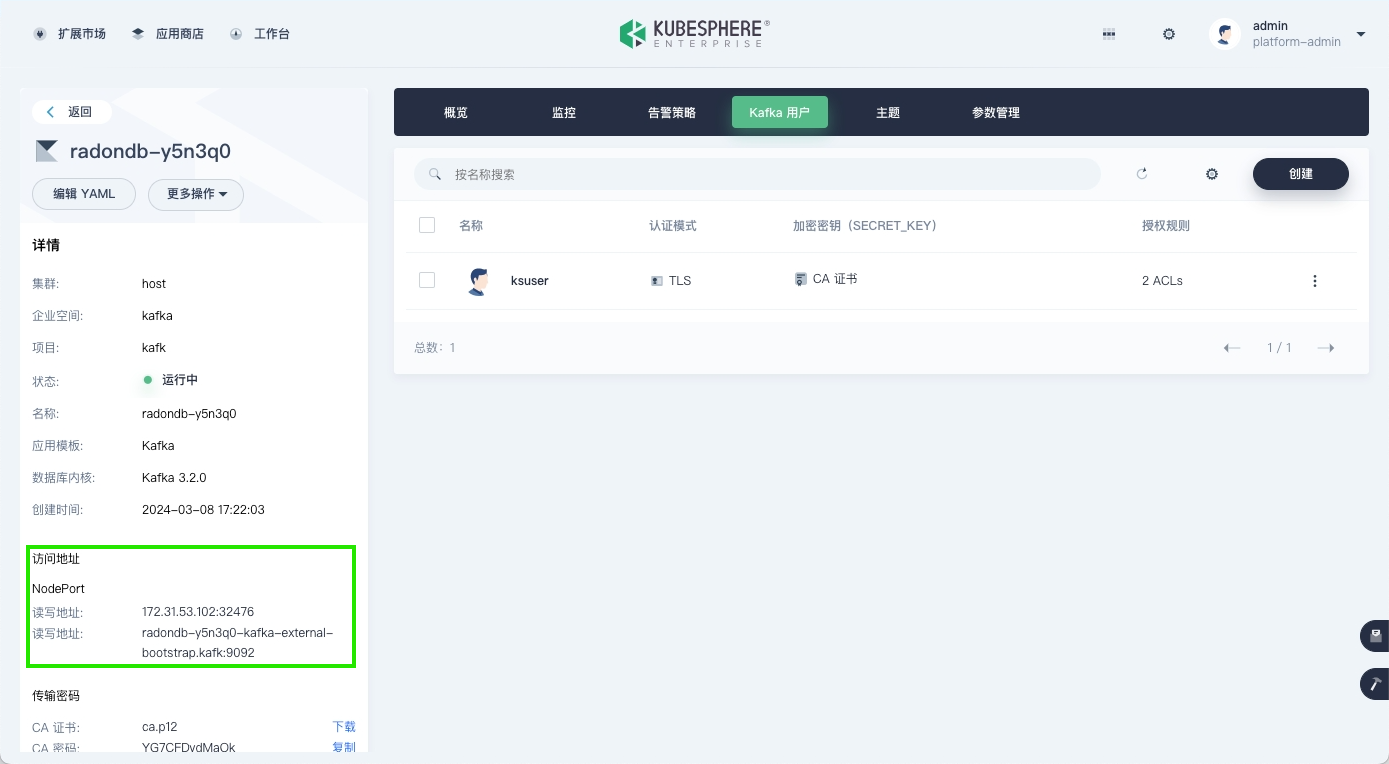 扩展市场
应用商店
工作台
KUBESPHERE®
ENTERPRISE
admin
platform-admin
返回
radondb-y5n3q0
编辑 YAML
更多操作
详情
集群: host
企业空间: kafka
项目: kafk
状态: 运行中
名称: radondb-y5n3q0
应用模板: Kafka
数据库内核: Kafka 3.2.0
创建时间: 2024-03-08 17:22:03
访问地址
NodePort
读写地址: 172.31.53.102:32476
读写地址: radondb-y5n3q0-kafka-external-
bootstrap.kafk:9092
传输密码
CA 证书: ca.p12 下载
CA 密码: YG7CFDvdMaOk 复制
概览
监控
告警策略
Kafka 用户
主题
参数管理
按名称搜索
创建
名称 认证模式 加密密钥（SECRET_KEY） 授权规则
ksuser TLS CA 证书 2 ACLs
总数：1
1 / 1